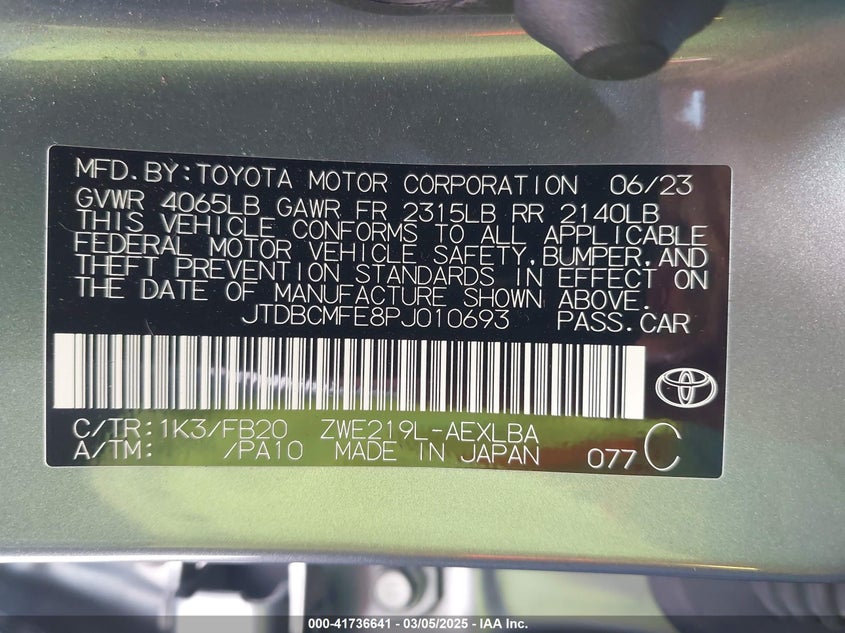 MFD.BY:TOYOTA MOTOR CORPORATION 06/23
GVWR 4065LB GAWR FR 2315LB RR 2140LB
THIS VEHICLE CONFORMS TO ALL APPLICABLE
FEDERAL MOTOR VEHICLE SAFETY,BUMPER,AND
THEFT PREVENTION STANDARDS IN EFFECT ON
THE DATE OF MANUFACTURE SHOWN ABOVE.
JTDBCMFE8PJ010693 PASS.CAR
C/TR:1K3/FB20 ZWE219L-AEXLBA
A/TM: /PA10 MADE IN JAPAN 077 C
000-41736641 - 03/05/2025 - IAA Inc.